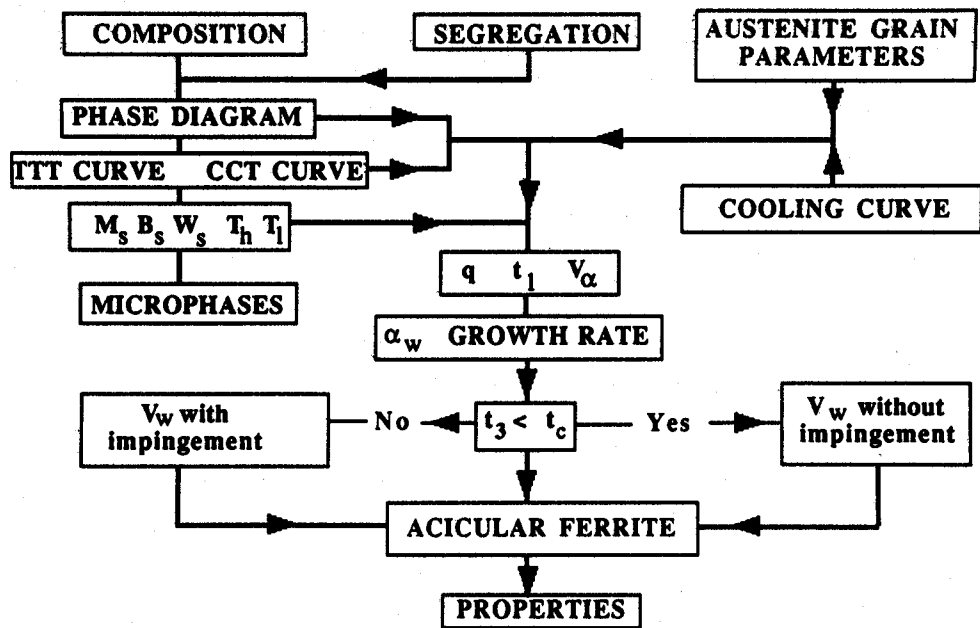 COMPOSITION
SEGREGATION
AUSTENITE GRAIN
PARAMETERS
PHASE DIAGRAM
TTT CURVE CCT CURVE
COOLING CURVE
Ms Bs Ws Th Tl
MICROPHASES
q t1 Vα
αw GROWTH RATE
Vw with
impingement
No
t3 < tc
Yes
Vw without
impingement
ACICULAR FERRITE
PROPERTIES